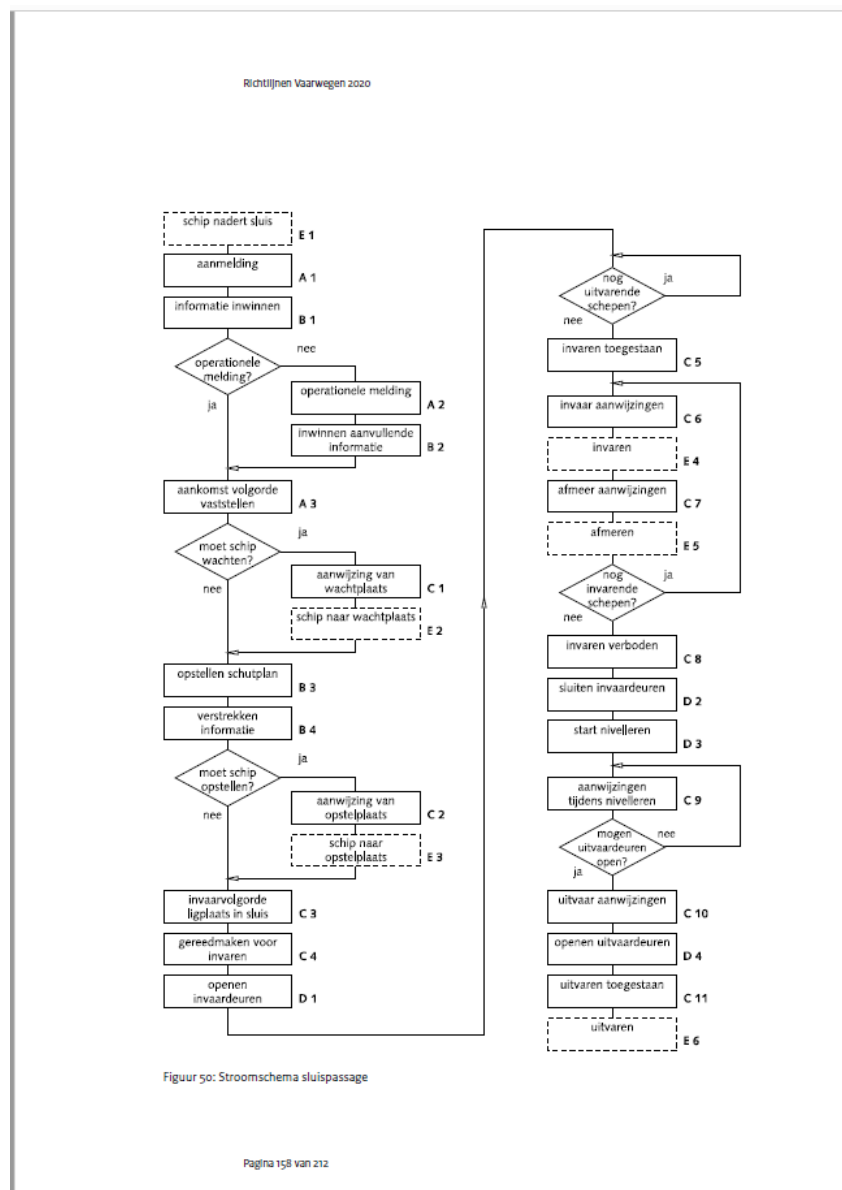 Richtlijnen Vaarwegen 2020
schip nadert sluis
E 1
aanmelding
A 1
informatie inwinnen
B 1
operationele
melding?
nee
ja
operationele melding
A 2
inwinnen aanvullende
informatie
B 2
aankomst volgorde
vaststellen
A 3
moet schip
wachten?
ja
nee
aanwijzing van
wachtplaats
C 1
schip naar wachtplaats
E 2
opstellen schutplan
B 3
verstrekken
informatie
B 4
moet schip
opstellen?
ja
nee
aanwijzing van
opstelplaats
C 2
schip naar
opstelplaats
E 3
invaarvolgorde
ligplaats in sluis
C 3
gereedmaken voor
invaren
C 4
openen
invaardeuren
D 1
nog
uitvarende
schepen?
ja
nee
invaren toegestaan
C 5
invaar aanwijzingen
C 6
invaren
E 4
afmeer aanwijzingen
C 7
afmeren
E 5
nog
invarende
schepen?
ja
nee
invaren verboden
C 8
sluiten invaardeuren
D 2
start nivelleren
D 3
aanwijzingen
tijdens nivelleren
C 9
mogen
uitvaardeuren
open?
nee
ja
uitvaar aanwijzingen
C 10
openen uitvaardeuren
D 4
uitvaren toegestaan
C 11
uitvaren
E 6
Figuur 50: Stroomschema sluispassage
Pagina 158 van 212